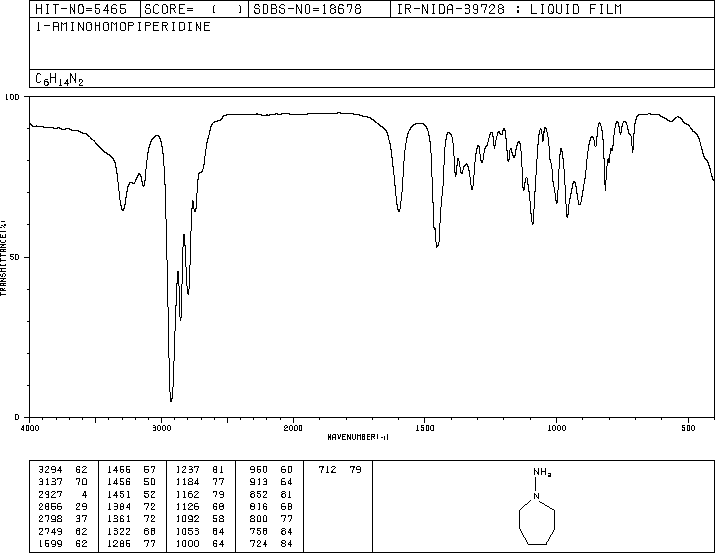 HIT-NO=5465 SCORE= ( ) SDBS-NO=18678 IR-NIDA-39728 : LIQUID FILM
1-AMINOHOMOPIPERIDINE
C6H14N2
100
50
0
TRANSMITTANCE(%)
4000 3000 2000 1500 1000 500
WAVENUMBER(-1)
3294 62 1466 57 1237 81 960 60 712 79
3137 70 1456 50 1184 77 913 64
2927 4 1451 52 1162 79 852 81
2856 29 1384 72 1126 68 816 68
2798 37 1361 72 1092 58 800 77
2749 62 1322 68 1053 84 758 84
1599 62 1285 77 1000 64 724 84
NH2
N